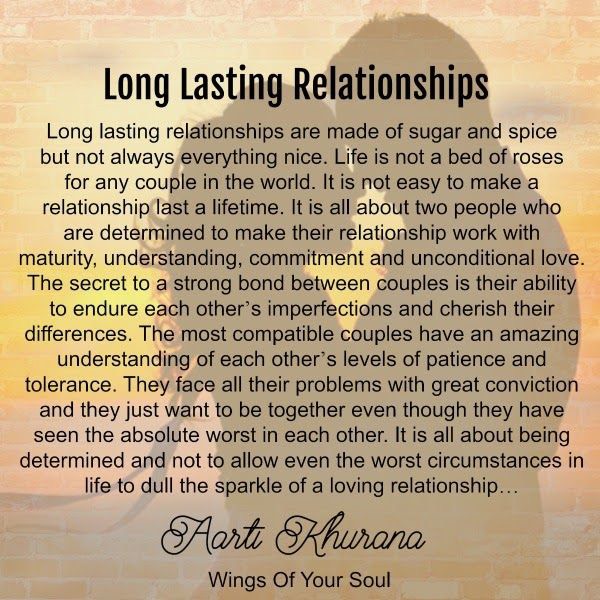 Long Lasting Relationships
Long lasting relationships are made of sugar and spice
but not always everything nice. Life is not a bed of roses
for any couple in the world. It is not easy to make a
relationship last a lifetime. It is all about two people who
are determined to make their relationship work with
maturity, understanding, commitment and unconditional love.
The secret to a strong bond between couples is their ability
to endure each other's imperfections and cherish their
differences. The most compatible couples have an amazing
understanding of each other's levels of patience and
tolerance. They face all their problems with great conviction
and they just want to be together even though they have
seen the absolute worst in each other. It is all about being
determined and not to allow even the worst circumstances in
life to dull the sparkle of a loving relationship…
Aarti Khurana
Wings Of Your Soul